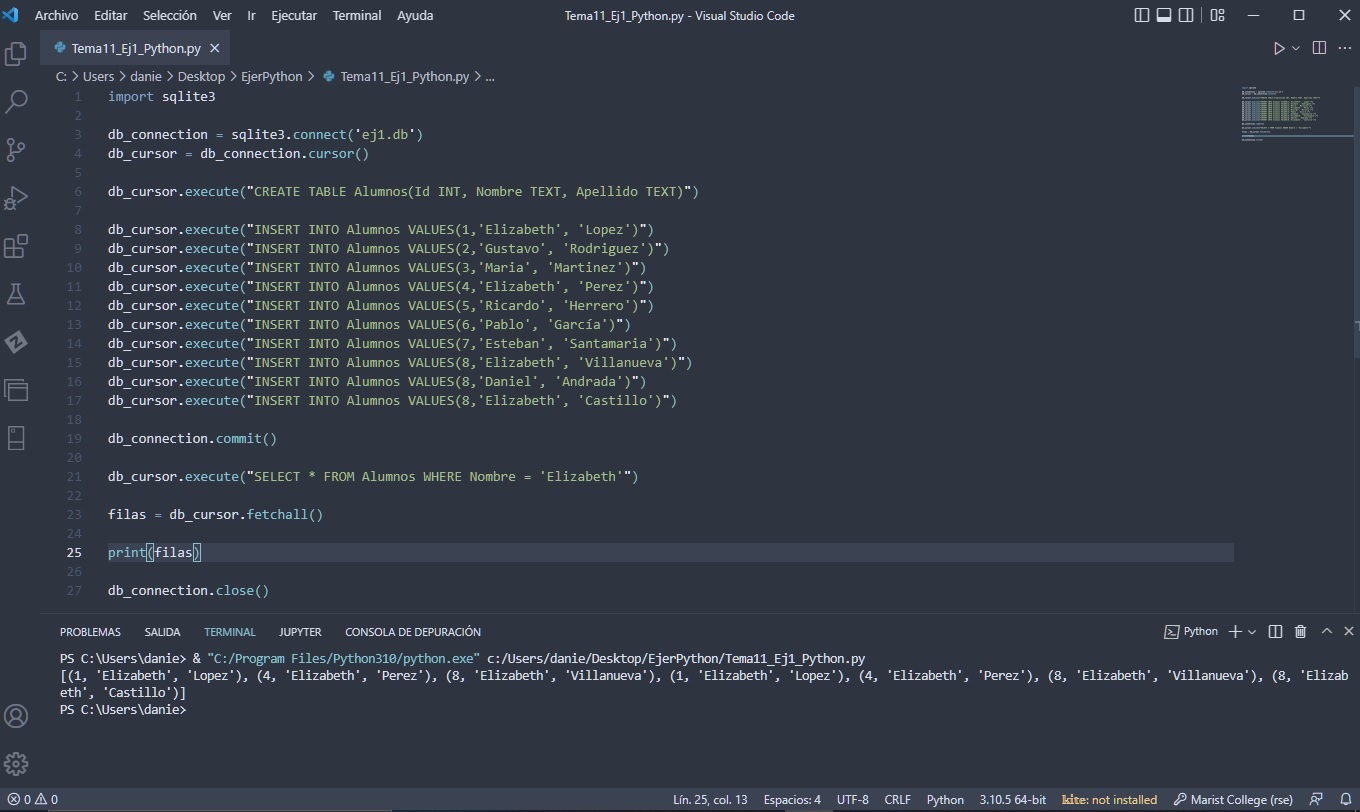 Archivo Editar Selección Ver Ir Ejecutar Terminal Ayuda Tema11_Ej1_Python.py - Visual Studio Code
Tema11_Ej1_Python.py
C: > Users > danie > Desktop > EjerPython > Tema11_Ej1_Python.py > ...
1 import sqlite3
2
3 db_connection = sqlite3.connect('ej1.db')
4 db_cursor = db_connection.cursor()
5
6 db_cursor.execute("CREATE TABLE Alumnos(Id INT, Nombre TEXT, Apellido TEXT)")
7
8 db_cursor.execute("INSERT INTO Alumnos VALUES(1,'Elizabeth', 'Lopez')")
9 db_cursor.execute("INSERT INTO Alumnos VALUES(2,'Gustavo', 'Rodriguez')")
10 db_cursor.execute("INSERT INTO Alumnos VALUES(3,'Maria', 'Martinez')")
11 db_cursor.execute("INSERT INTO Alumnos VALUES(4,'Elizabeth', 'Perez')")
12 db_cursor.execute("INSERT INTO Alumnos VALUES(5,'Ricardo', 'Herrero')")
13 db_cursor.execute("INSERT INTO Alumnos VALUES(6,'Pablo', 'García')")
14 db_cursor.execute("INSERT INTO Alumnos VALUES(7,'Esteban', 'Santamaria')")
15 db_cursor.execute("INSERT INTO Alumnos VALUES(8,'Elizabeth', 'Villanueva')")
16 db_cursor.execute("INSERT INTO Alumnos VALUES(8,'Daniel', 'Andrada')")
17 db_cursor.execute("INSERT INTO Alumnos VALUES(8,'Elizabeth', 'Castillo')")
18
19 db_connection.commit()
20
21 db_cursor.execute("SELECT * FROM Alumnos WHERE Nombre = 'Elizabeth'")
22
23 filas = db_cursor.fetchall()
24
25 print(filas)
26
27 db_connection.close()
PROBLEMAS SALIDA TERMINAL JUPYTER CONSOLA DE DEPURACIÓN Python
PS C:\Users\danie> & "C:/Program Files/Python310/python.exe" c:/Users/danie/Desktop/EjerPython/Tema11_Ej1_Python.py
[(1, 'Elizabeth', 'Lopez'), (4, 'Elizabeth', 'Perez'), (8, 'Elizabeth', 'Villanueva'), (1, 'Elizabeth', 'Lopez'), (4, 'Elizabeth', 'Perez'), (8, 'Elizabeth', 'Villanueva'), (8, 'Elizab
eth', 'Castillo')]
PS C:\Users\danie>
0 0 Lín. 25, col. 13 Espacios: 4 UTF-8 CRLF Python 3.10.5 64-bit kite: not installed Marist College (rse)